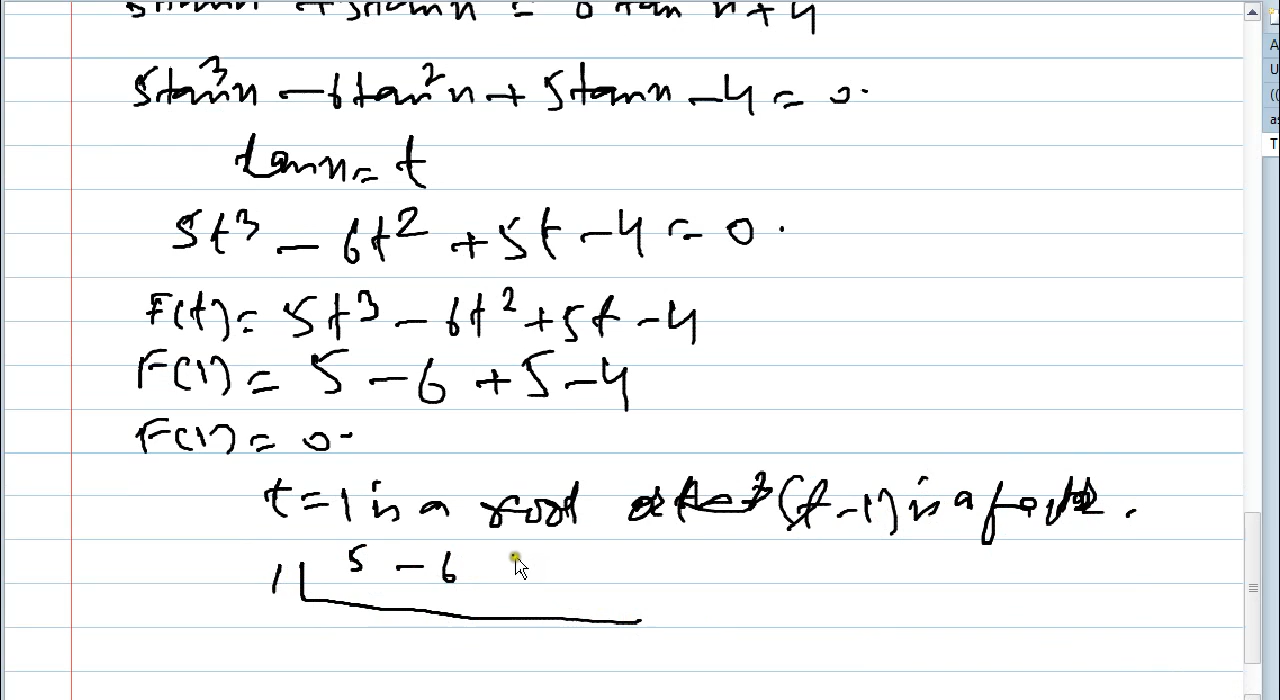 5tan³x - 6tan²x + 5tanx - 4 = 0.
tanx = t
5t³ - 6t² + 5t - 4 = 0.
F(t) = 5t³ - 6t² + 5t - 4
F(1) = 5 - 6 + 5 - 4
F(1) = 0.
t = 1 is a root (t - 1) is a
1 5 - 6